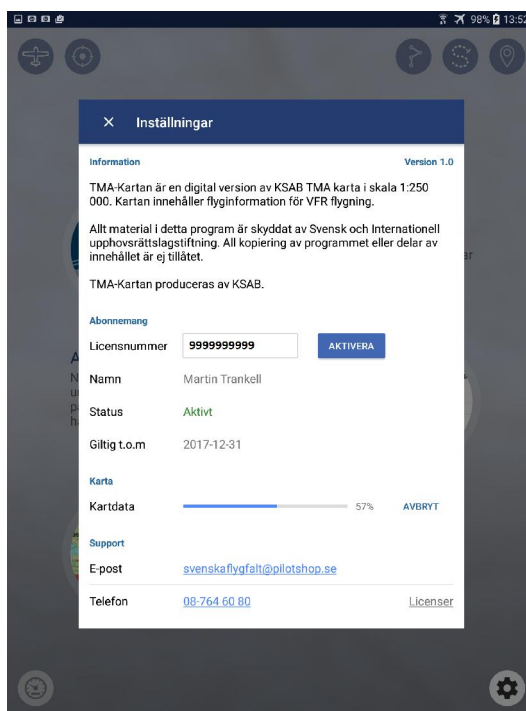 98% 13:52
Inställningar
Information Version 1.0
TMA-Kartan är en digital version av KSAB TMA karta i skala 1:250
000. Kartan innehåller flyginformation för VFR flygning.
Allt material i detta program är skyddat av Svensk och Internationell
upphovsrättslagstiftning. All kopiering av programmet eller delar av
innehållet är ej tillåtet.
TMA-Kartan produceras av KSAB.
Abonnemang
Licensnummer 9999999999 AKTIVERA
Namn Martin Trankell
Status Aktivt
Giltig t.o.m 2017-12-31
Karta
Kartdata 57% AVBRYT
Support
E-post svenskaflygfalt@pilotshop.se
Telefon 08-764 60 80 Licenser